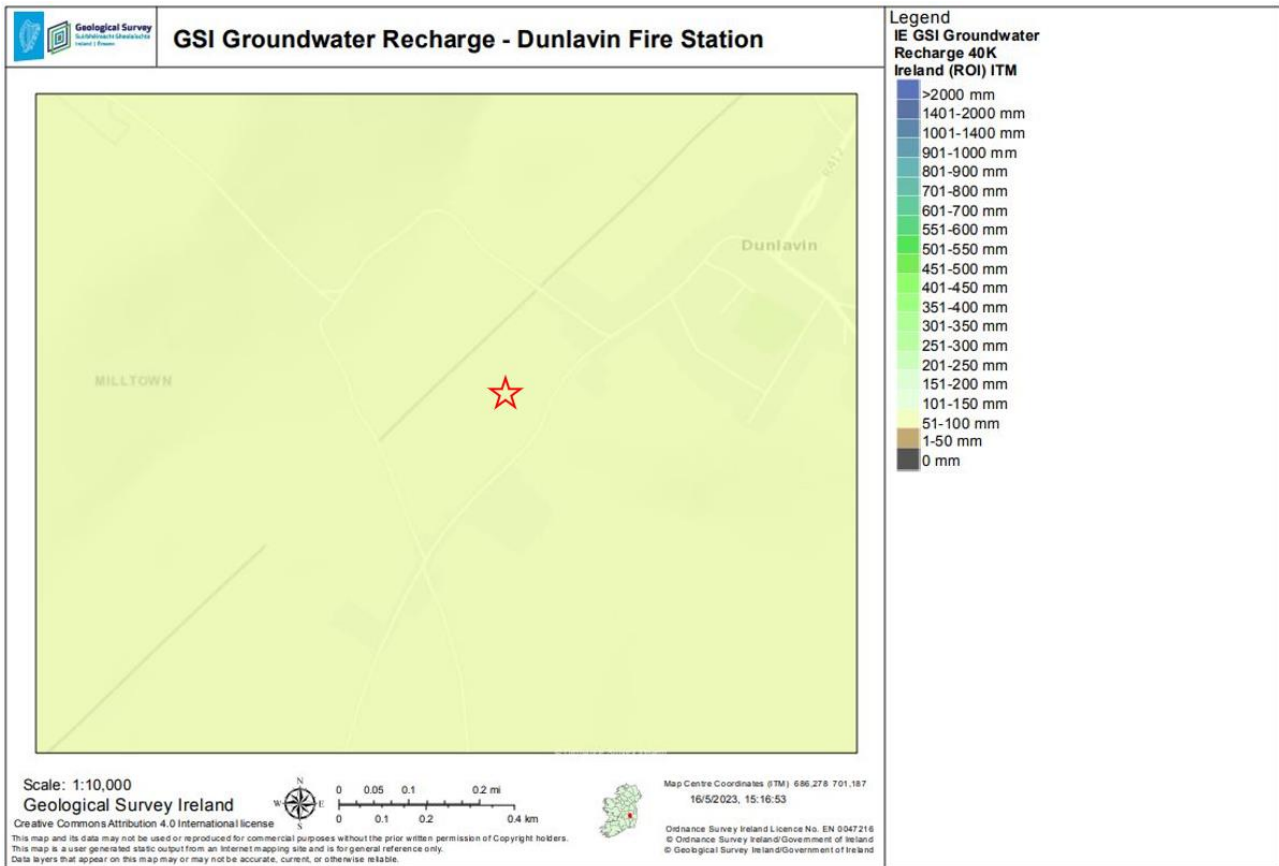 Geological Survey
Suirbhéireacht Gheolaíochta
Ireland | Éireann
GSI Groundwater Recharge - Dunlavin Fire Station
Legend
IE GSI Groundwater
Recharge 40K
Ireland (ROI) ITM
>2000 mm
1401-2000 mm
1001-1400 mm
901-1000 mm
801-900 mm
701-800 mm
601-700 mm
551-600 mm
501-550 mm
451-500 mm
401-450 mm
351-400 mm
301-350 mm
251-300 mm
201-250 mm
151-200 mm
101-150 mm
51-100 mm
1-50 mm
0 mm
R412
Dunlavin
MILLTOWN
Scale: 1:10,000
Geological Survey Ireland
Creative Commons Attribution 4.0 International license
This map and its data may not be used or reproduced for commercial purposes without the prior written permission of Copyright holders.
This map is a user generated static output from an Internet mapping site and is for general reference only.
Data layers that appear on this map may or may not be accurate, current, or otherwise reliable.
N
W E
S
0 0.05 0.1 0.2 mi
0 0.1 0.2 0.4 km
Map Centre Coordinates (ITM) 686,278 701,187
16/5/2023, 15:16:53
Ordnance Survey Ireland Licence No. EN 0047216
© Ordnance Survey Ireland/Government of Ireland
© Geological Survey Ireland/Government of Ireland